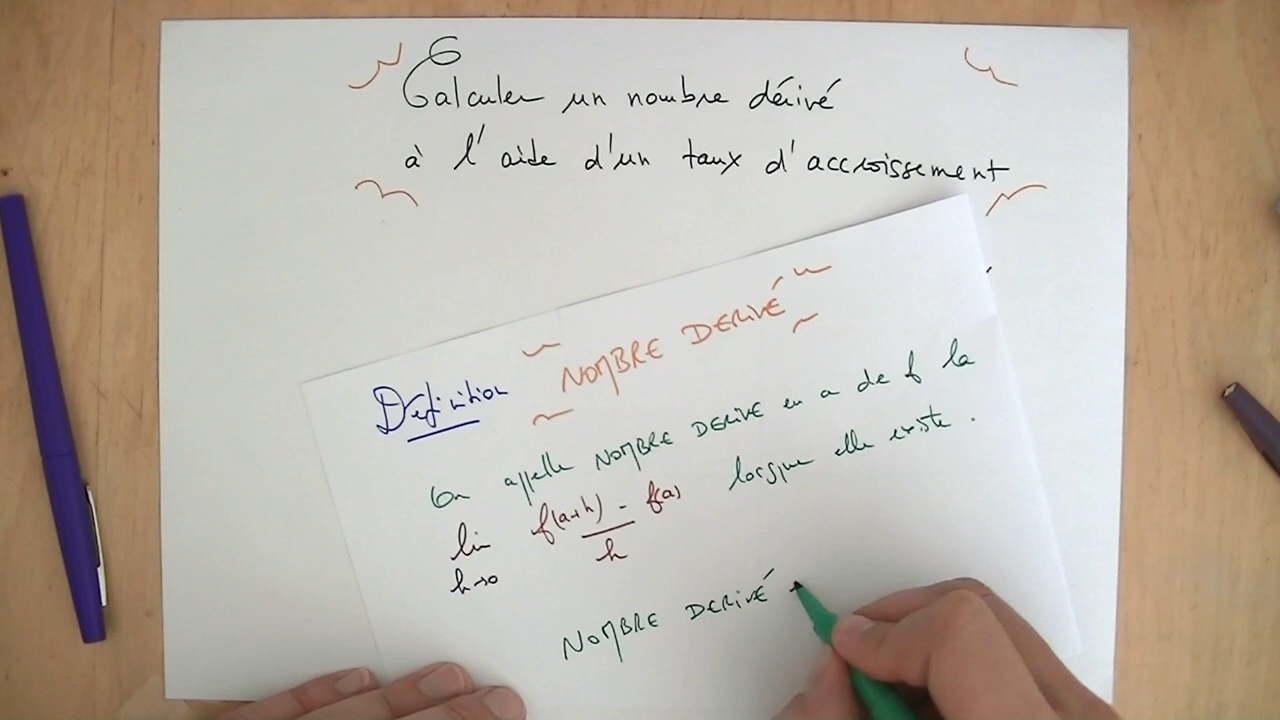 Calculer un nombre dérivé
à l'aide d'un taux d'accroissement
NOMBRE DERIVÉ
Définition
On appelle NOMBRE DERIVE en a de f la
lim f(a+h) - f(a) lorsque elle existe.
h→0 h
NOMBRE DERIVÉ